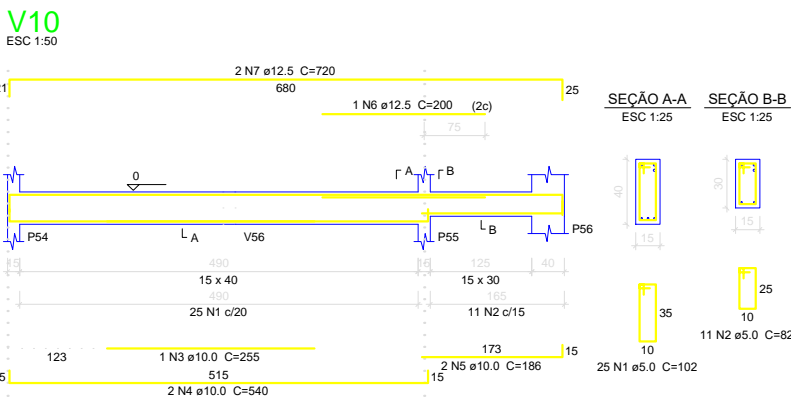 V10
ESC 1:50
2 N7 ø12.5 C=720
680
25
1 N6 ø12.5 C=200 (2c)
75
SEÇÃO A-A
ESC 1:25
SEÇÃO B-B
ESC 1:25
A
B
0
40
15
30
15
P54
A
V56
P55
B
P56
15
490
15
125
40
15 x 40
15 x 30
490
165
25 N1 c/20
11 N2 c/15
35
10
25 N1 ø5.0 C=102
25
10
11 N2 ø5.0 C=82
123
1 N3 ø10.0 C=255
173
15
2 N5 ø10.0 C=186
515
15
2 N4 ø10.0 C=540